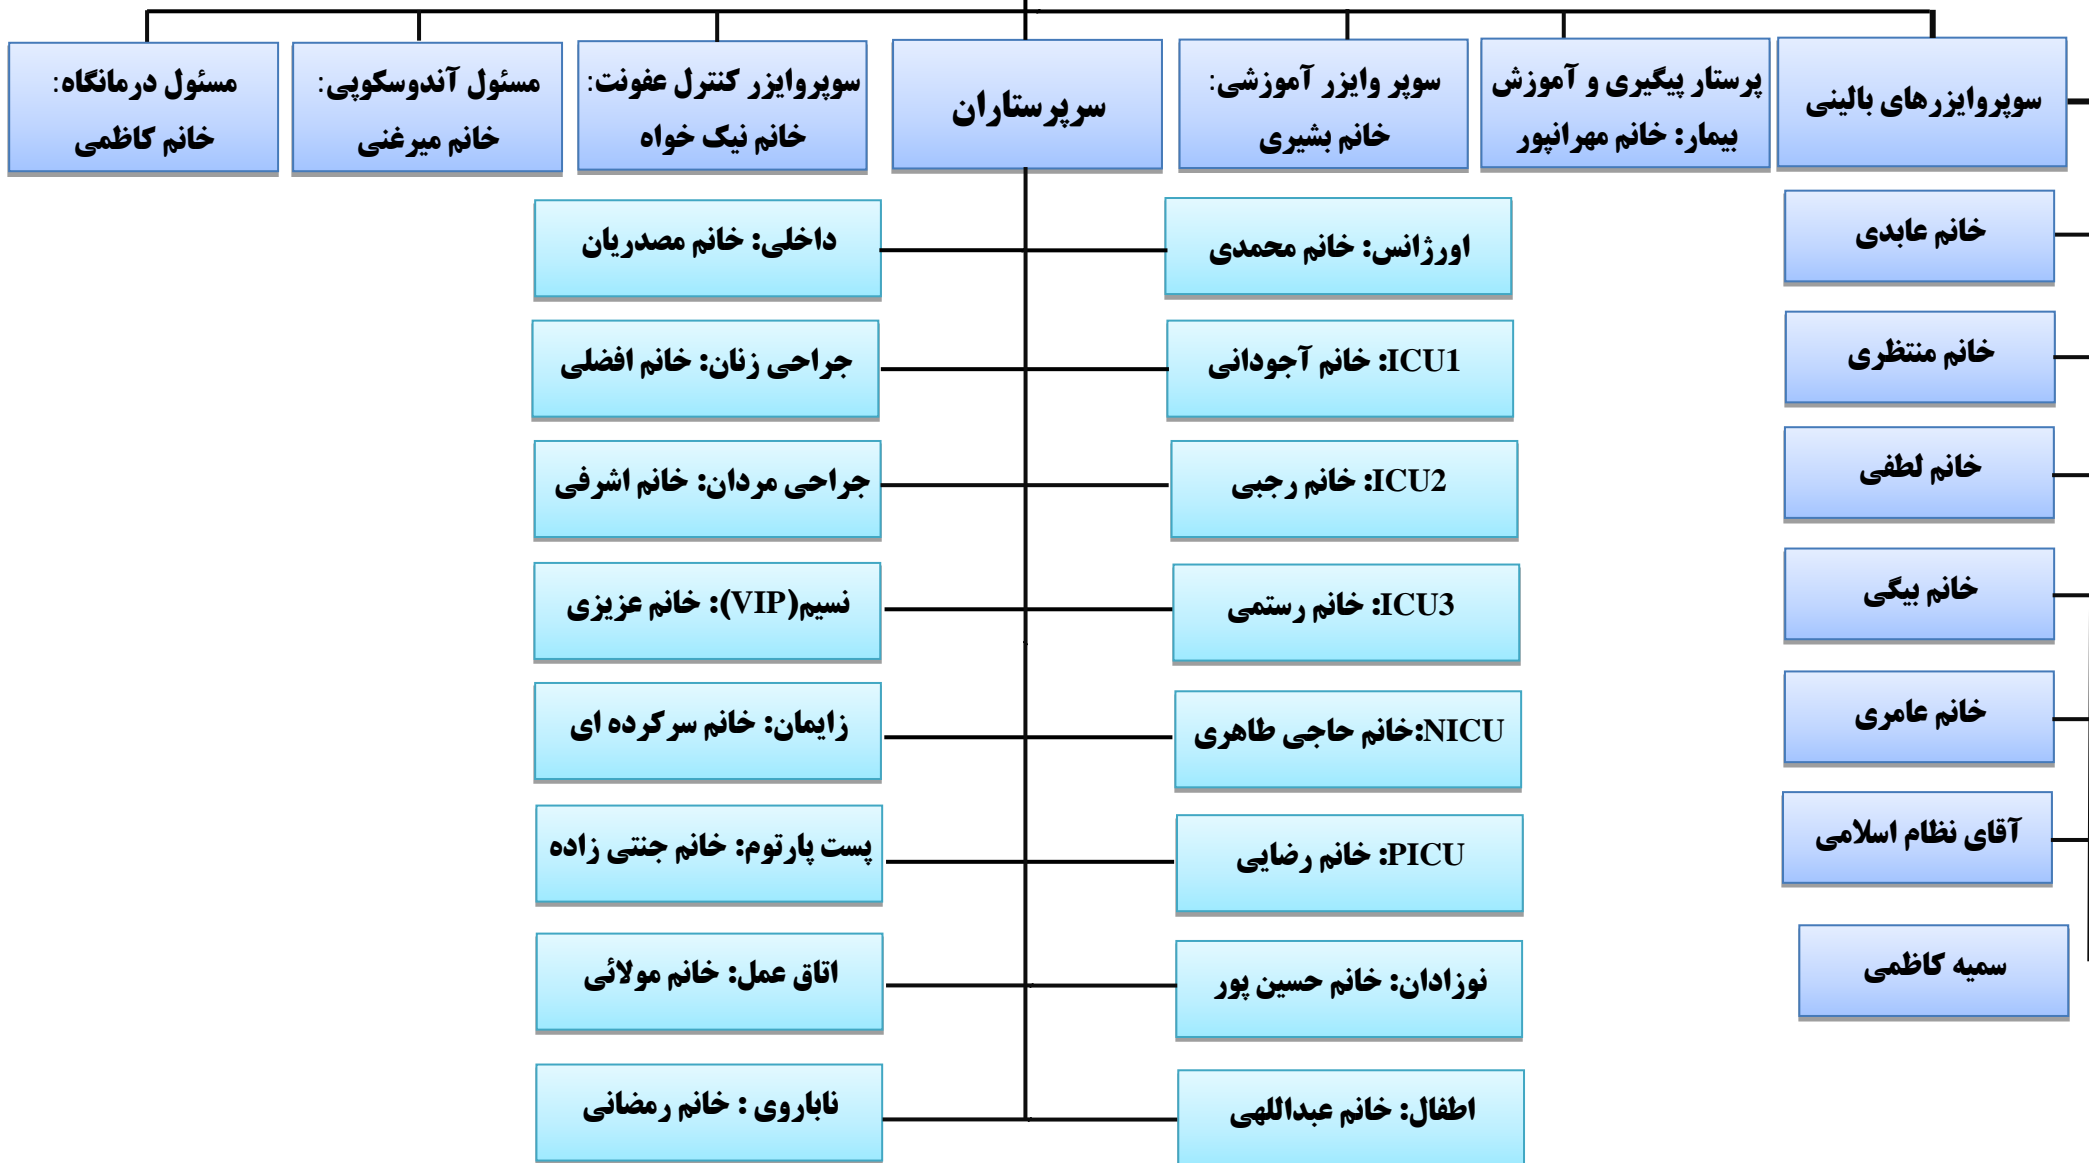 سوپروایزرهای بالینی
پرستار پیگیری و آموزش
بیمار: خانم مهرانپور
سوپر وایزر آموزشی:
خانم بشیری
سرپرستاران
سوپروایزر کنترل عفونت:
خانم نیک خواه
مسئول آندوسکوپی:
خانم میرغنی
مسئول درمانگاه:
خانم کاظمی
خانم عابدی
خانم منتظری
خانم لطفی
خانم بیگی
خانم عامری
آقای نظام اسلامی
سمیه کاظمی
اورژانس: خانم محمدی
ICU1: خانم آجودانی
ICU2: خانم رجبی
ICU3: خانم رستمی
NICU:خانم حاجی طاهری
PICU: خانم رضایی
نوزادان: خانم حسین پور
اطفال: خانم عبداللهی
داخلی: خانم مصدریان
جراحی زنان: خانم افضلی
جراحی مردان: خانم اشرفی
نسیم(VIP): خانم عزیزی
زایمان: خانم سرکرده ای
پست پارتوم: خانم جنتی زاده
اتاق عمل: خانم مولائی
ناباروی : خانم رمضانی